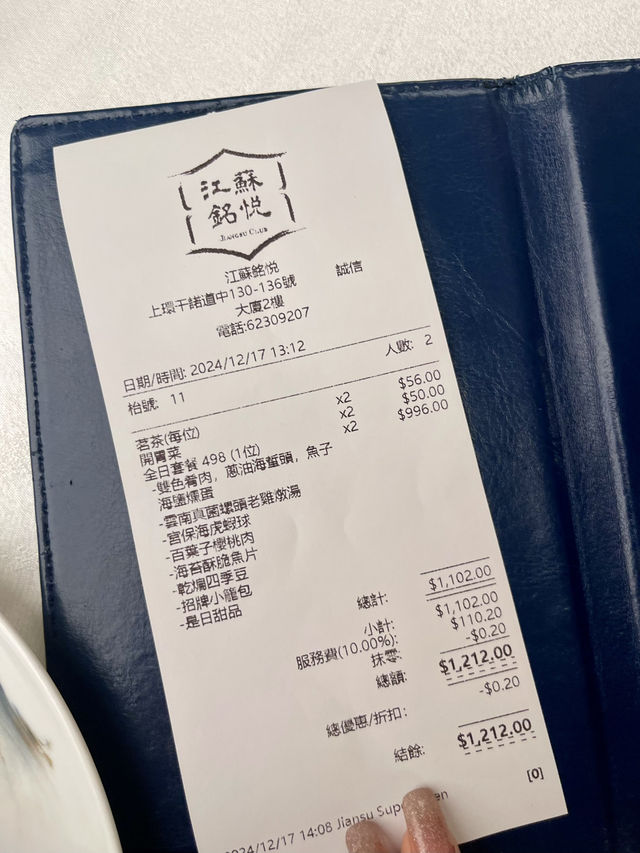 江蘇
銘悦
JIANGSU CLUB
江蘇銘悦
上環干諾道中130-136號 誠信
大廈2樓
電話:62309207
日期/時間: 2024/12/17 13:12
枱號: 11 人數: 2
茗茶(每位) x2 $56.00
開胃菜 x2 $50.00
全日套餐 498 (1位) x2 $996.00
-雙色肴肉, 蔥油海蜇頭, 魚子
海鹽燻蛋
-雲南真菌螺頭老雞燉湯
-宮保海虎蝦球
-百葉子櫻桃肉
-海苔酥脆魚片
-乾煸四季豆
-招牌小籠包
-是日甜品
總計: $1,102.00
小計: $1,102.00
服務費(10.00%): $110.20
抹零: -$0.20
總額: $1,212.00
總優惠/折扣: -$0.20
結餘: $1,212.00
[0]
2024/12/17 14:08 Jiansu